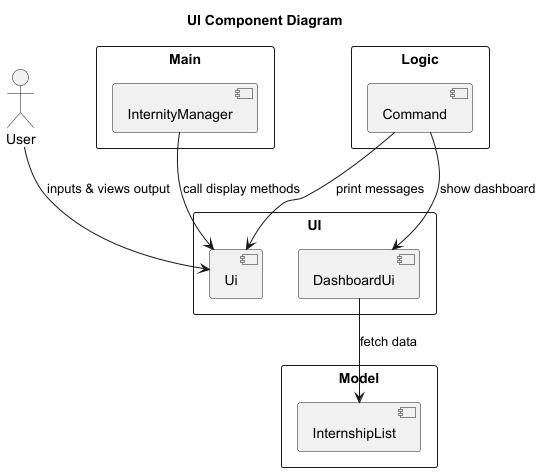 UI Component Diagram
Main
Logic
InternityManager
Command
User
inputs & views output
call display methods
print messages
show dashboard
UI
Ui
DashboardUi
fetch data
Model
InternshipList